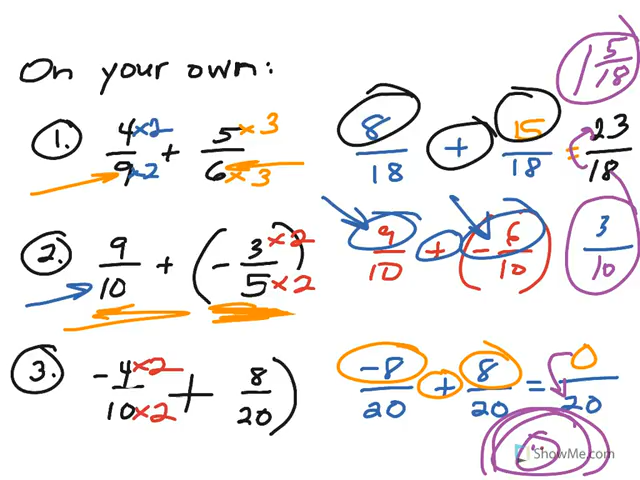 On your own:
1. 4×2/9×2 + 5×3/6×3   8/18 + 15/18 = 23/18   1 5/18
2. 9/10 + (- 3×2/5×2)   9/10 + (- 6/10)   3/10
3. -4×2/10×2 + 8/20)   -8/20 + 8/20 = 0/20
0
ShowMe.com